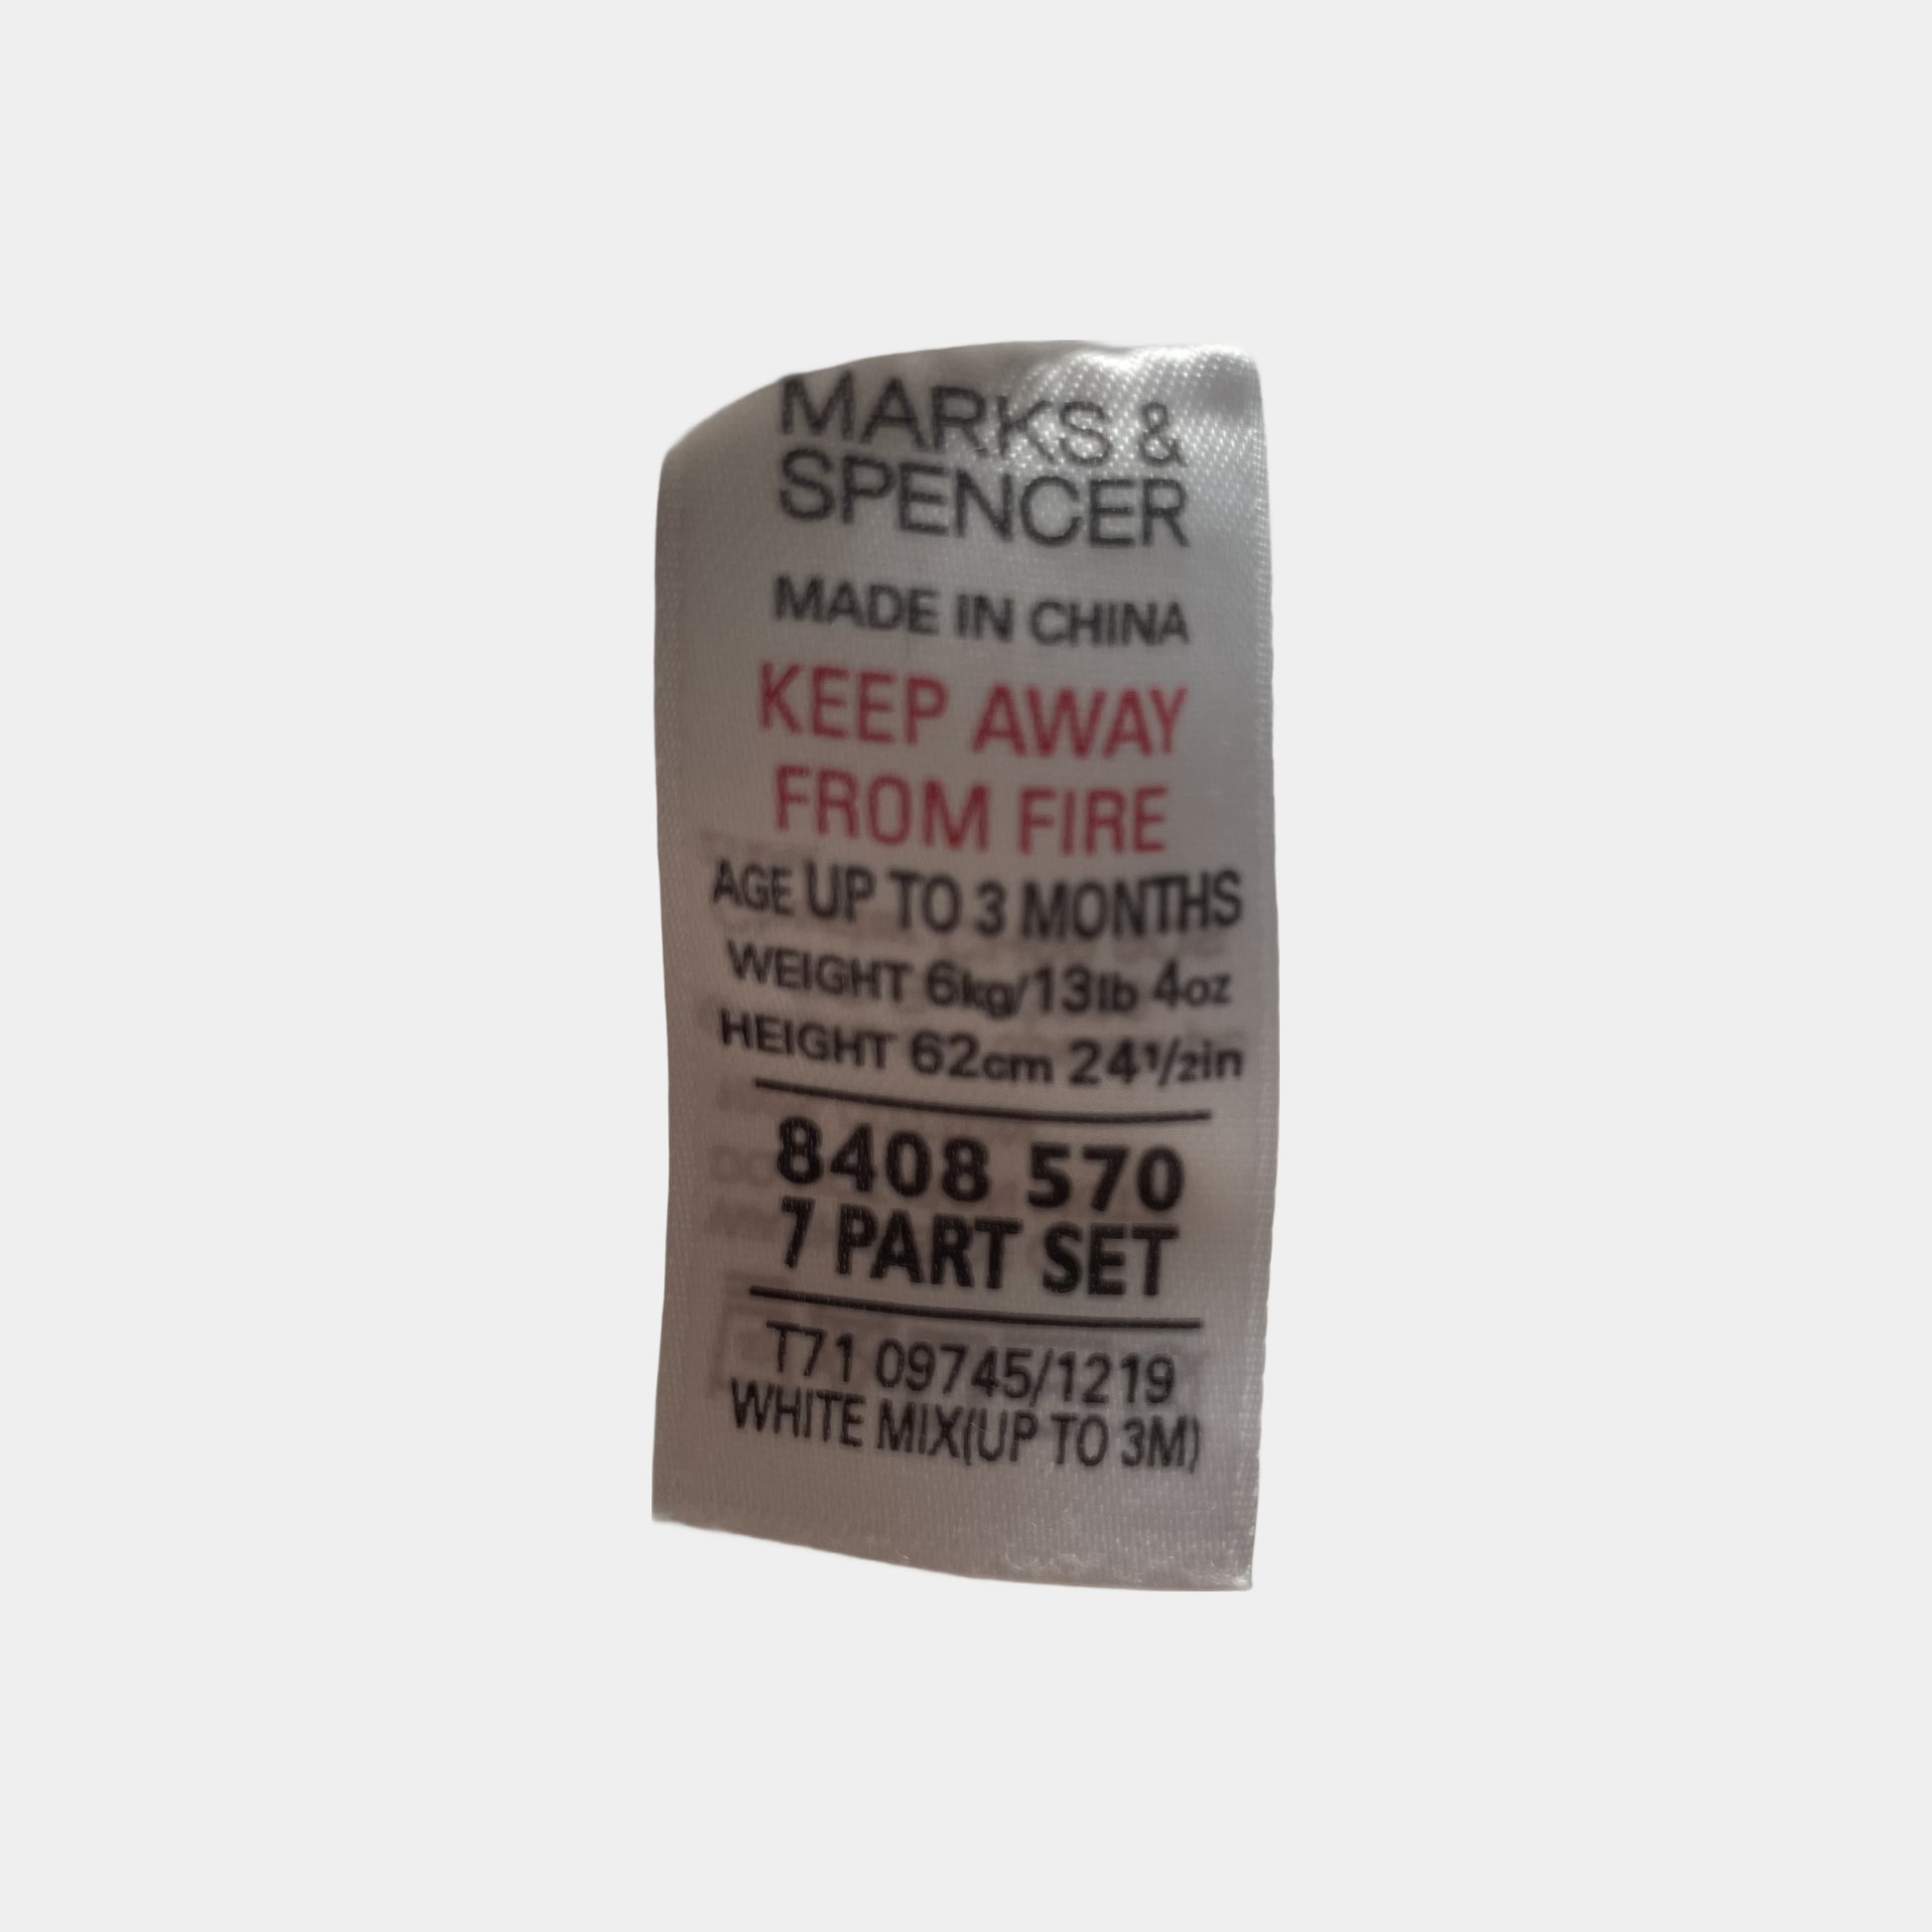 MARKS &
SPENCER
MADE IN CHINA
KEEP AWAY
FROM FIRE
AGE UP TO 3 MONTHS
WEIGHT 6kg/13lb 4oz
HEIGHT 62cm 24½in
8408 570
7 PART SET
T71 09745/1219
WHITE MIX(UP TO 3M)